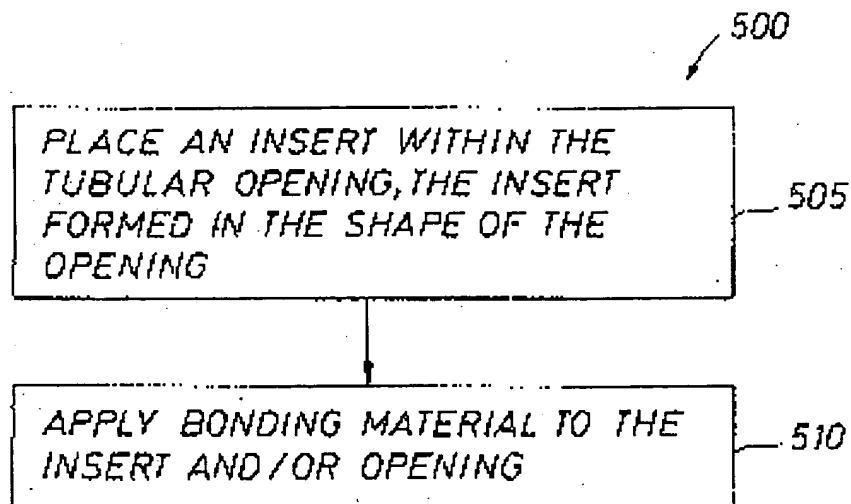 500
PLACE AN INSERT WITHIN THE
TUBULAR OPENING, THE INSERT
FORMED IN THE SHAPE OF THE
OPENING
505
APPLY BONDING MATERIAL TO THE
INSERT AND/OR OPENING
510